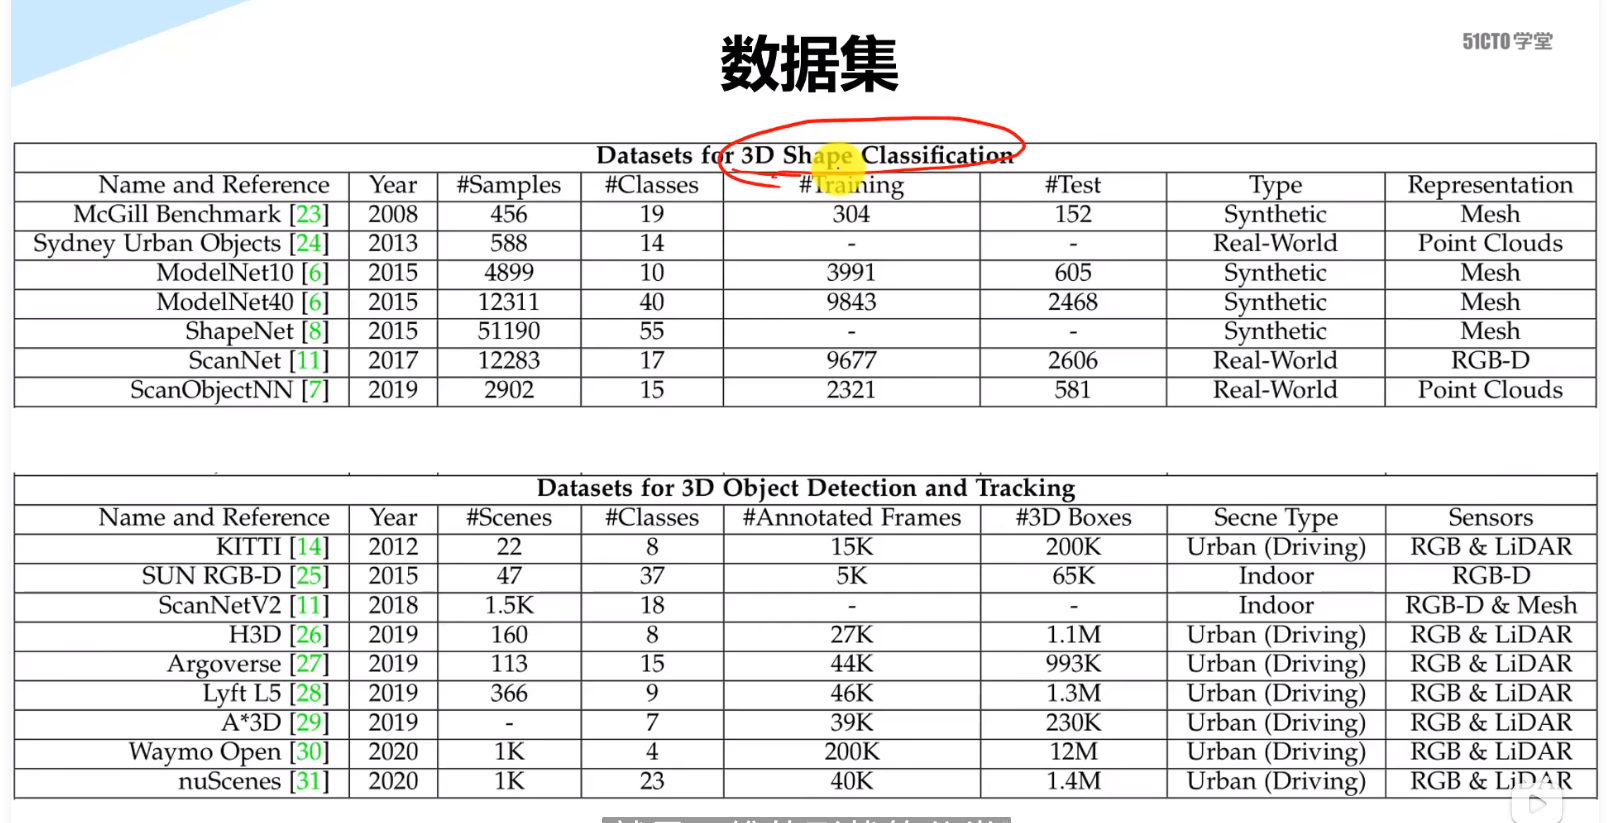 数据集
51CTO学堂
Datasets for 3D Shape Classification
Name and Reference Year #Samples #Classes #Training #Test Type Representation
McGill Benchmark [23] 2008 456 19 304 152 Synthetic Mesh
Sydney Urban Objects [24] 2013 588 14 - - Real-World Point Clouds
ModelNet10 [6] 2015 4899 10 3991 605 Synthetic Mesh
ModelNet40 [6] 2015 12311 40 9843 2468 Synthetic Mesh
ShapeNet [8] 2015 51190 55 - - Synthetic Mesh
ScanNet [11] 2017 12283 17 9677 2606 Real-World RGB-D
ScanObjectNN [7] 2019 2902 15 2321 581 Real-World Point Clouds
Datasets for 3D Object Detection and Tracking
Name and Reference Year #Scenes #Classes #Annotated Frames #3D Boxes Secne Type Sensors
KITTI [14] 2012 22 8 15K 200K Urban (Driving) RGB & LiDAR
SUN RGB-D [25] 2015 47 37 5K 65K Indoor RGB-D
ScanNetV2 [11] 2018 1.5K 18 - - Indoor RGB-D & Mesh
H3D [26] 2019 160 8 27K 1.1M Urban (Driving) RGB & LiDAR
Argoverse [27] 2019 113 15 44K 993K Urban (Driving) RGB & LiDAR
Lyft L5 [28] 2019 366 9 46K 1.3M Urban (Driving) RGB & LiDAR
A*3D [29] 2019 - 7 39K 230K Urban (Driving) RGB & LiDAR
Waymo Open [30] 2020 1K 4 200K 12M Urban (Driving) RGB & LiDAR
nuScenes [31] 2020 1K 23 40K 1.4M Urban (Driving) RGB & LiDAR